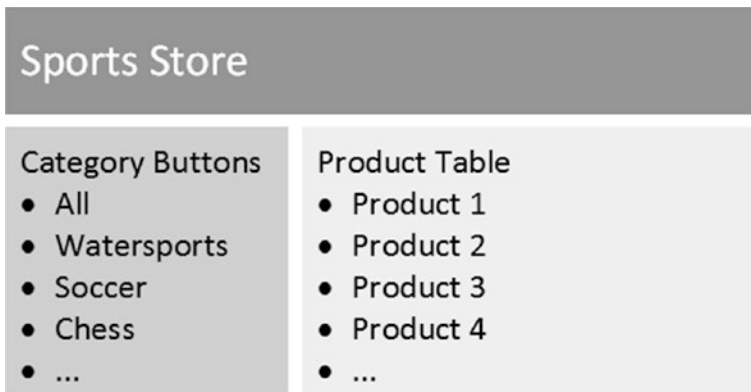 Sports Store
Category Buttons
• All
• Watersports
• Soccer
• Chess
• ...
Product Table
• Product 1
• Product 2
• Product 3
• Product 4
• ...